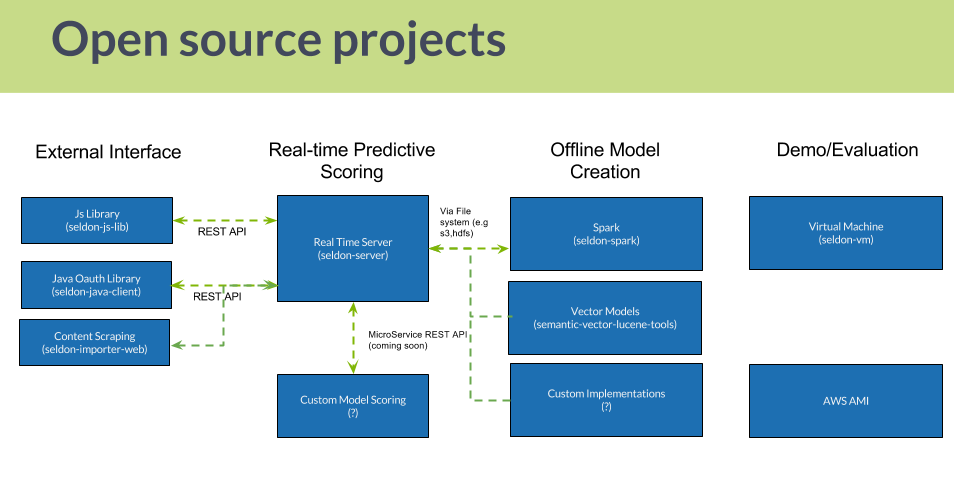 Open source projects
External Interface
Real-time Predictive
Scoring
Offline Model
Creation
Demo/Evaluation
Js Library
(seldon-js-lib)
REST API
Java Oauth Library
(seldon-java-client)
REST API
Content Scraping
(seldon-importer-web)
Real Time Server
(seldon-server)
MicroService REST API
(coming soon)
Custom Model Scoring
(?)
Via File
system (e.g
s3,hdfs)
Spark
(seldon-spark)
Vector Models
(semantic-vector-lucene-tools)
Custom Implementations
(?)
Virtual Machine
(seldon-vm)
AWS AMI